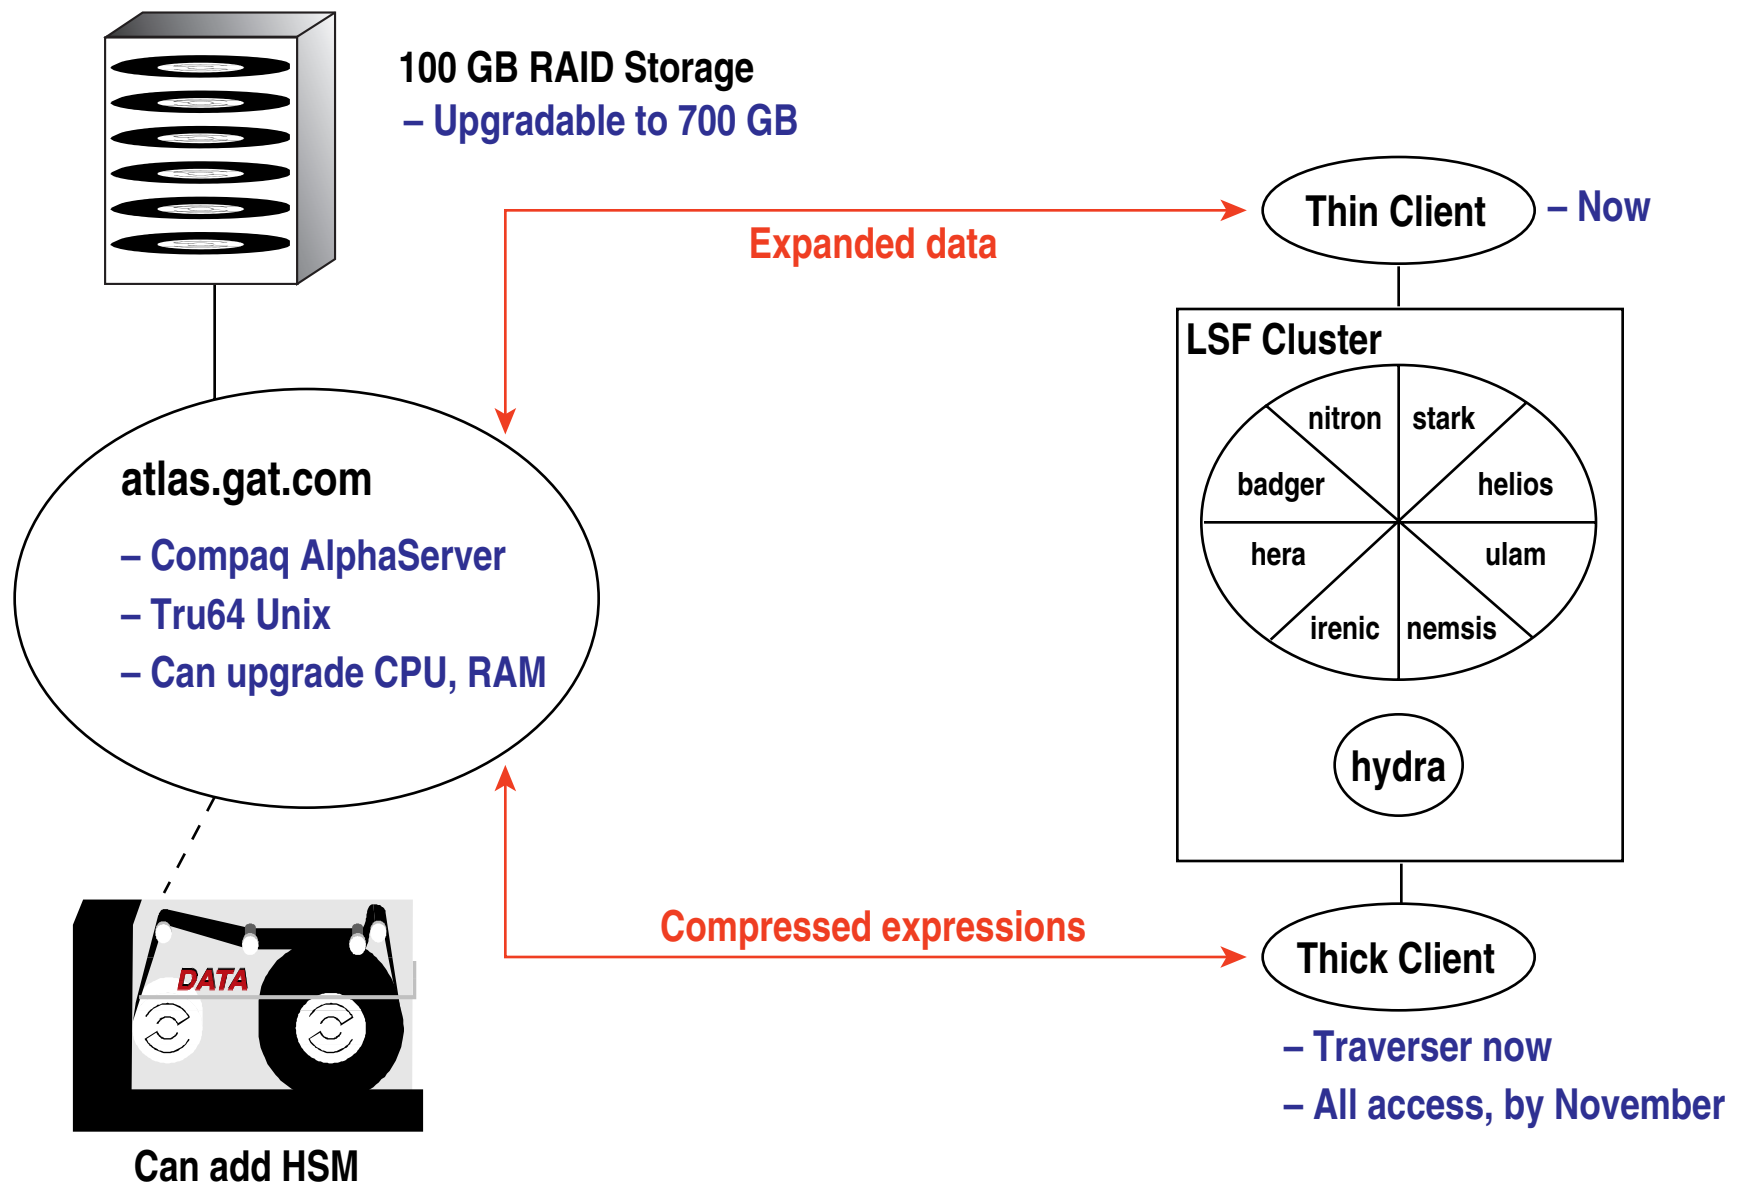 100 GB RAID Storage
– Upgradable to 700 GB
Thin Client
– Now
Expanded data
LSF Cluster
nitron
stark
badger
helios
hera
ulam
irenic
nemsis
hydra
atlas.gat.com
– Compaq AlphaServer
– Tru64 Unix
– Can upgrade CPU, RAM
Compressed expressions
Thick Client
– Traverser now
– All access, by November
DATA
Can add HSM